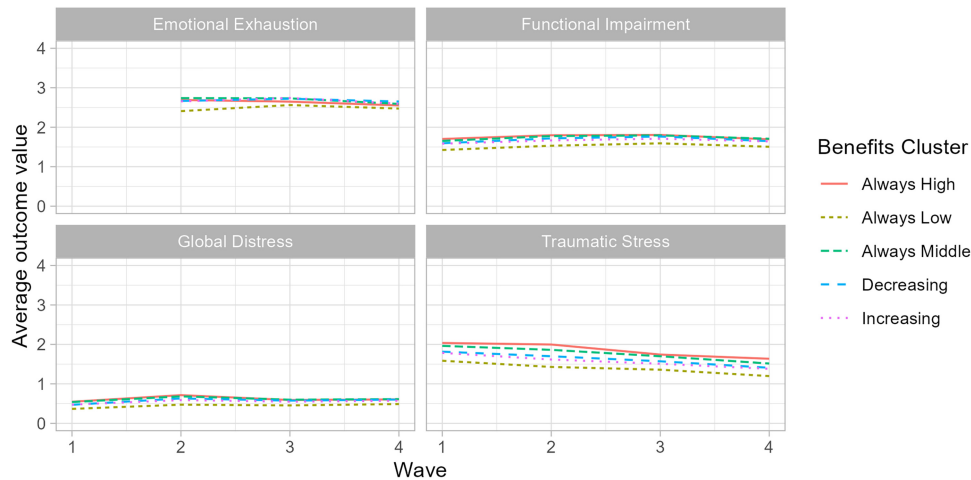 Emotional Exhaustion
Functional Impairment
4
3
2
1
0
Global Distress
Traumatic Stress
4
3
2
1
0
1 2 3 4
1 2 3 4
Average outcome value
Wave
Benefits Cluster
Always High
Always Low
Always Middle
Decreasing
Increasing